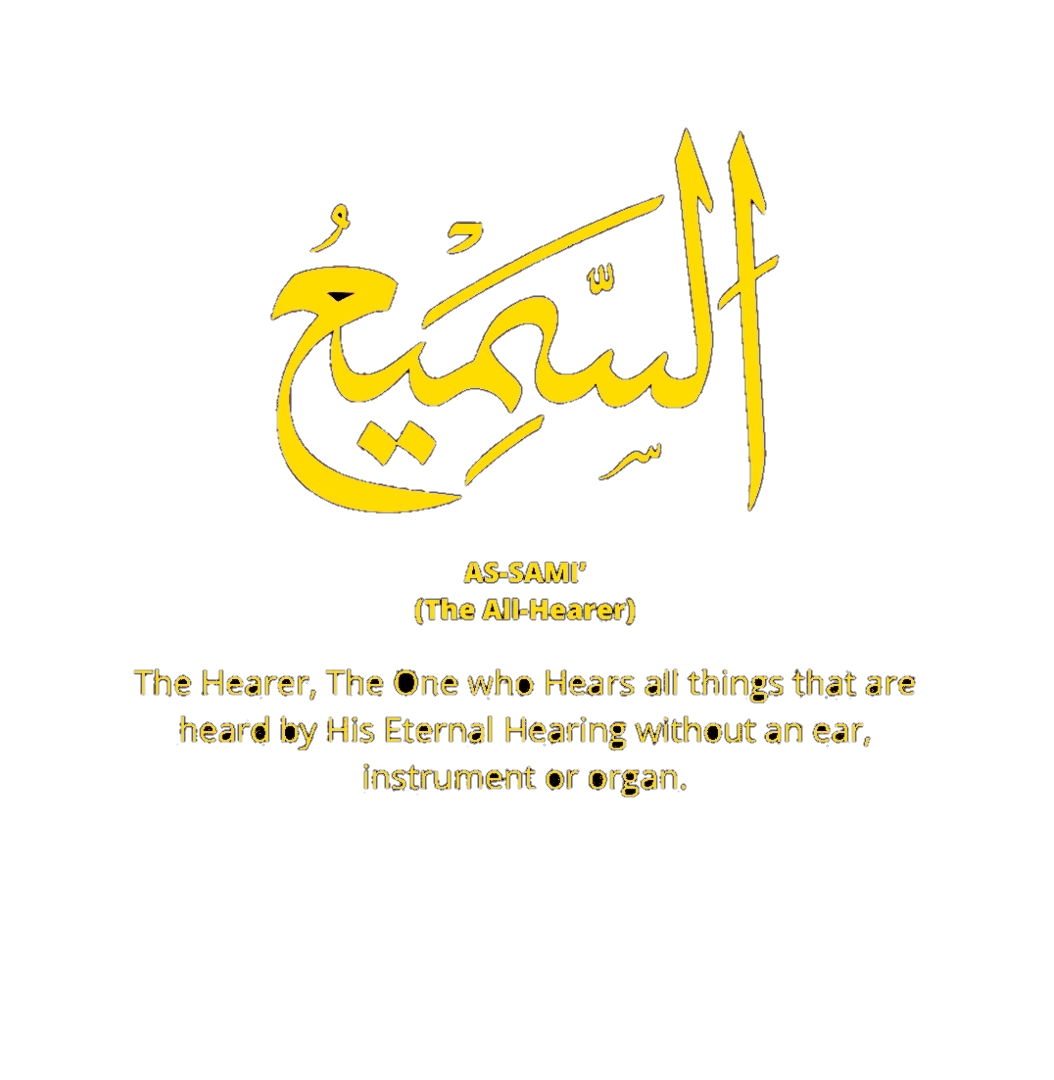 السَّمِيْعُ
AS-SAMI’
(The All-Hearer)
The Hearer, The One who Hears all things that are
heard by His Eternal Hearing without an ear,
instrument or organ.